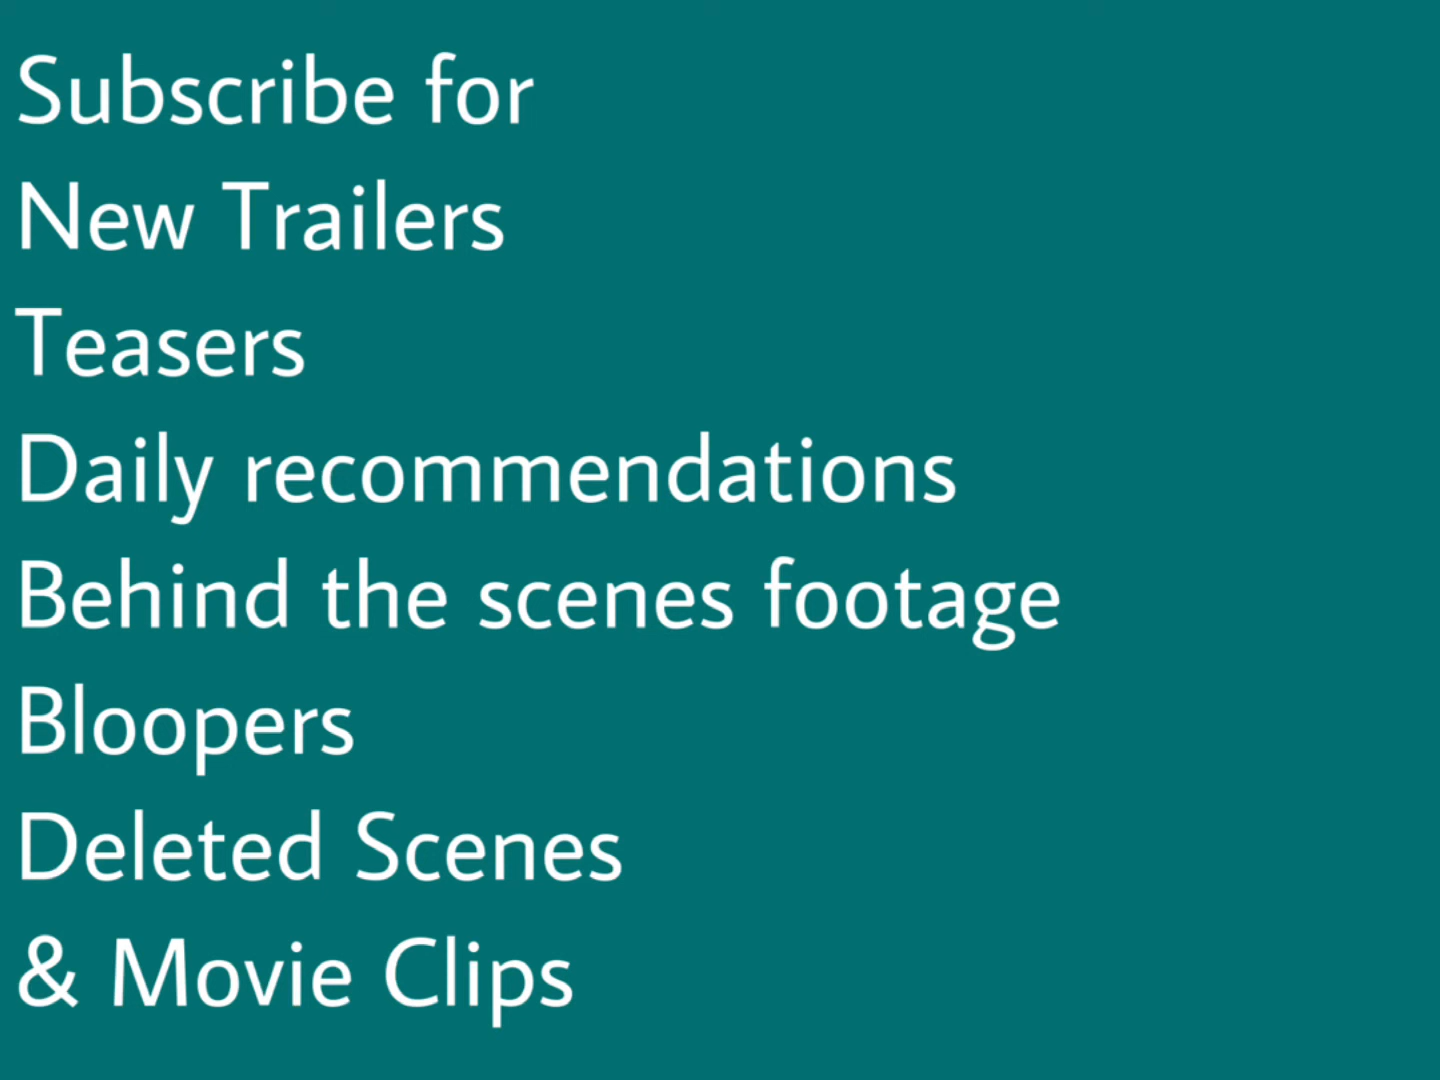 Subscribe for
New Trailers
Teasers
Daily recommendations
Behind the scenes footage
Bloopers
Deleted Scenes
& Movie Clips